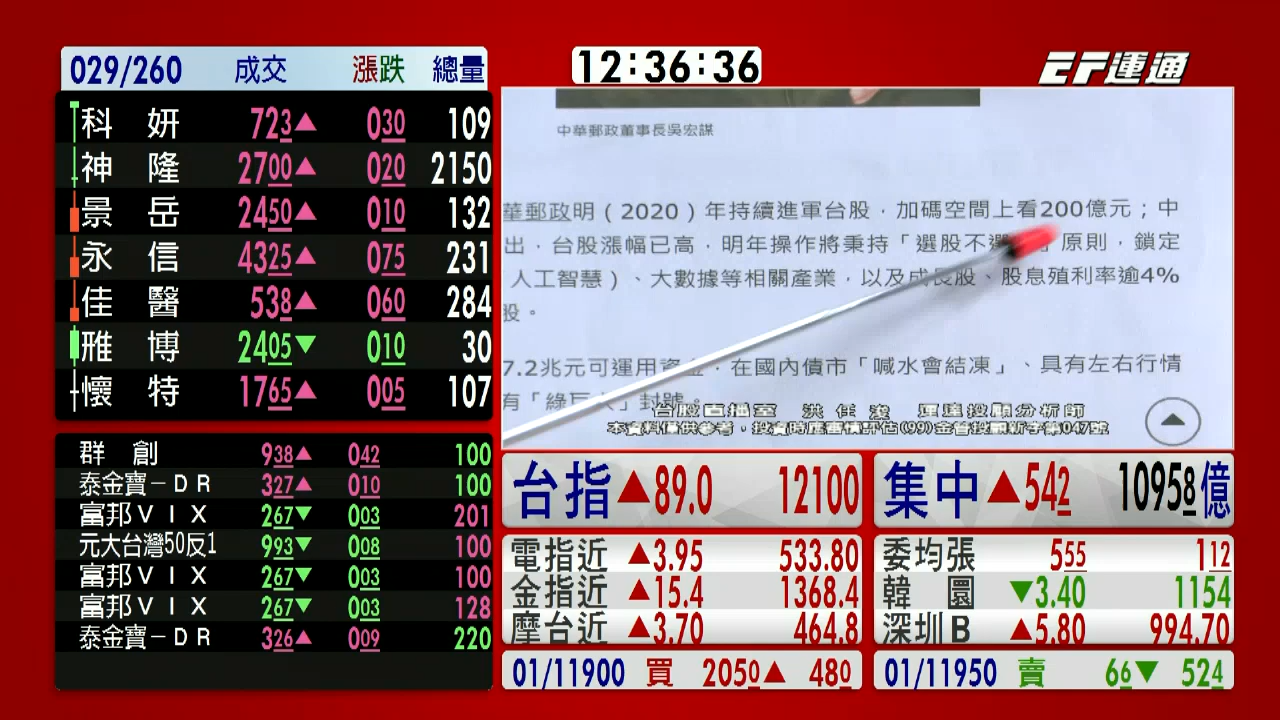 029/260 成交 漲跌 總量
12:36:36
EF運通
科妍 723▲ 030 109
神隆 2700▲ 020 2150
景岳 2450▲ 010 132
永信 4325▲ 075 231
佳醫 538▲ 060 284
雅博 2405▼ 010 30
懷特 1765▲ 005 107
群創 938▲ 042 100
泰金寶－DR 327▲ 010 100
富邦VIX 267▼ 003 201
元大台灣50反1 993▼ 008 100
富邦VIX 267▼ 003 100
富邦VIX 267▼ 003 128
泰金寶－DR 326▲ 009 220
中華郵政董事長吳宏謀
華郵政明（2020）年持續進軍台股，加碼空間上看200億元；中
出，台股漲幅已高，明年操作將秉持「選股不選 」原則，鎖定
人工智慧）、大數據等相關產業，以及成長股、股息殖利率逾4%
股。
7.2兆元可運用資金，在國內債市「喊水會結凍」、具有左右行情
有「綠巨人」封號。
台股直播室 洪任 運達投顧分析師
本資料僅供參考，投資時應審慎評估(99)金管投顧新字第047號
台指▲89.0 12100
集中▲542 10958億
電指近 ▲3.95 533.80
金指近 ▲15.4 1368.4
摩台近 ▲3.70 464.8
委均張 555 112
韓圜 ▼3.40 1154
深圳B ▲5.80 994.70
01/11900 買 2050▲ 480
01/11950 賣 66▼ 524